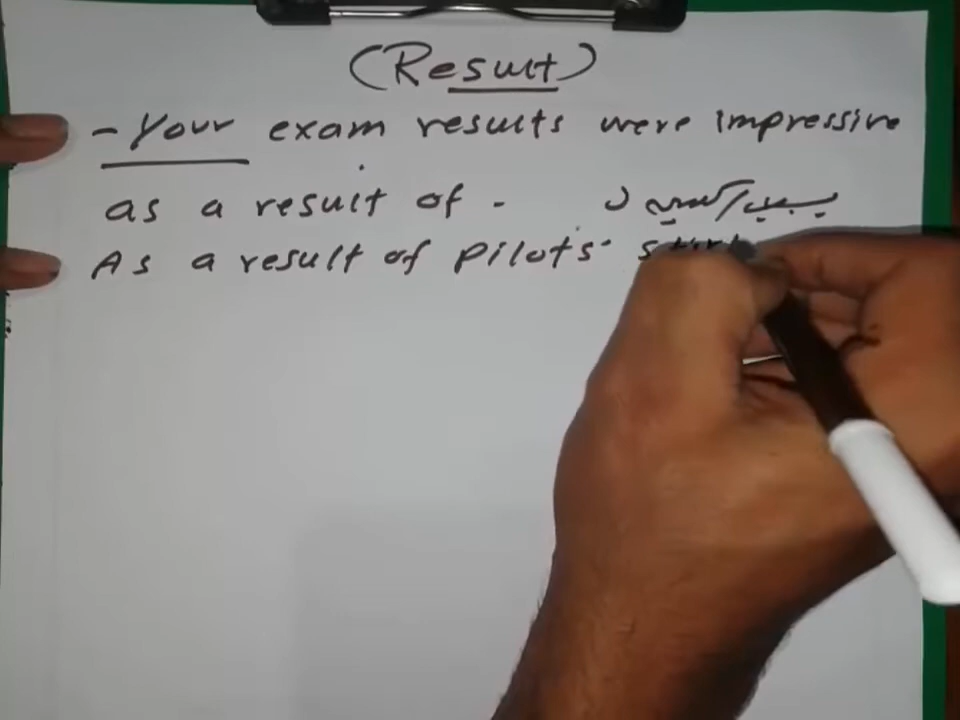 (Result)
- Your exam results were impressive
as a result of -
As a result of pilots'